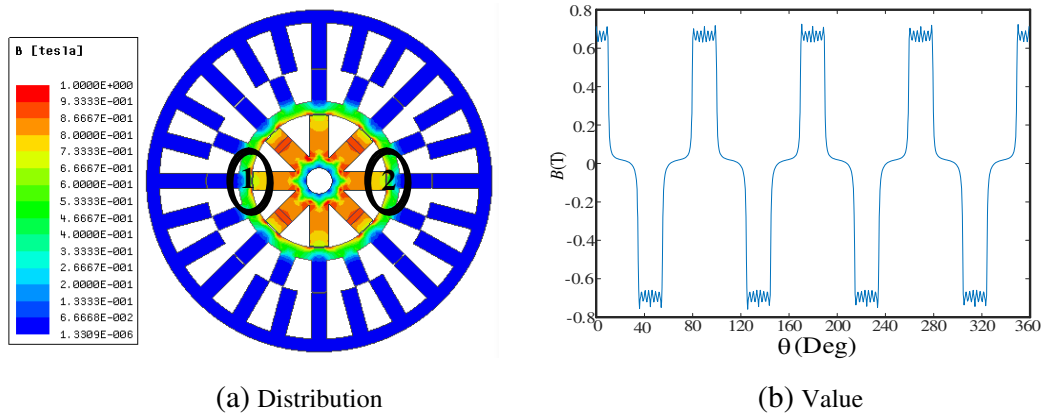 B [tesla]
1.0000E+000
9.3333E-001
8.6667E-001
8.0000E-001
7.3333E-001
6.6667E-001
6.0000E-001
5.3333E-001
4.6667E-001
4.0000E-001
3.3333E-001
2.6667E-001
2.0000E-001
1.3333E-001
6.6668E-002
1.3309E-006
1
2
(a) Distribution
0.8
0.6
0.4
0.2
0
-0.2
-0.4
-0.6
-0.8
B(T)
0
40
80
120
160
200
240
280
320
360
θ (Deg)
(b) Value